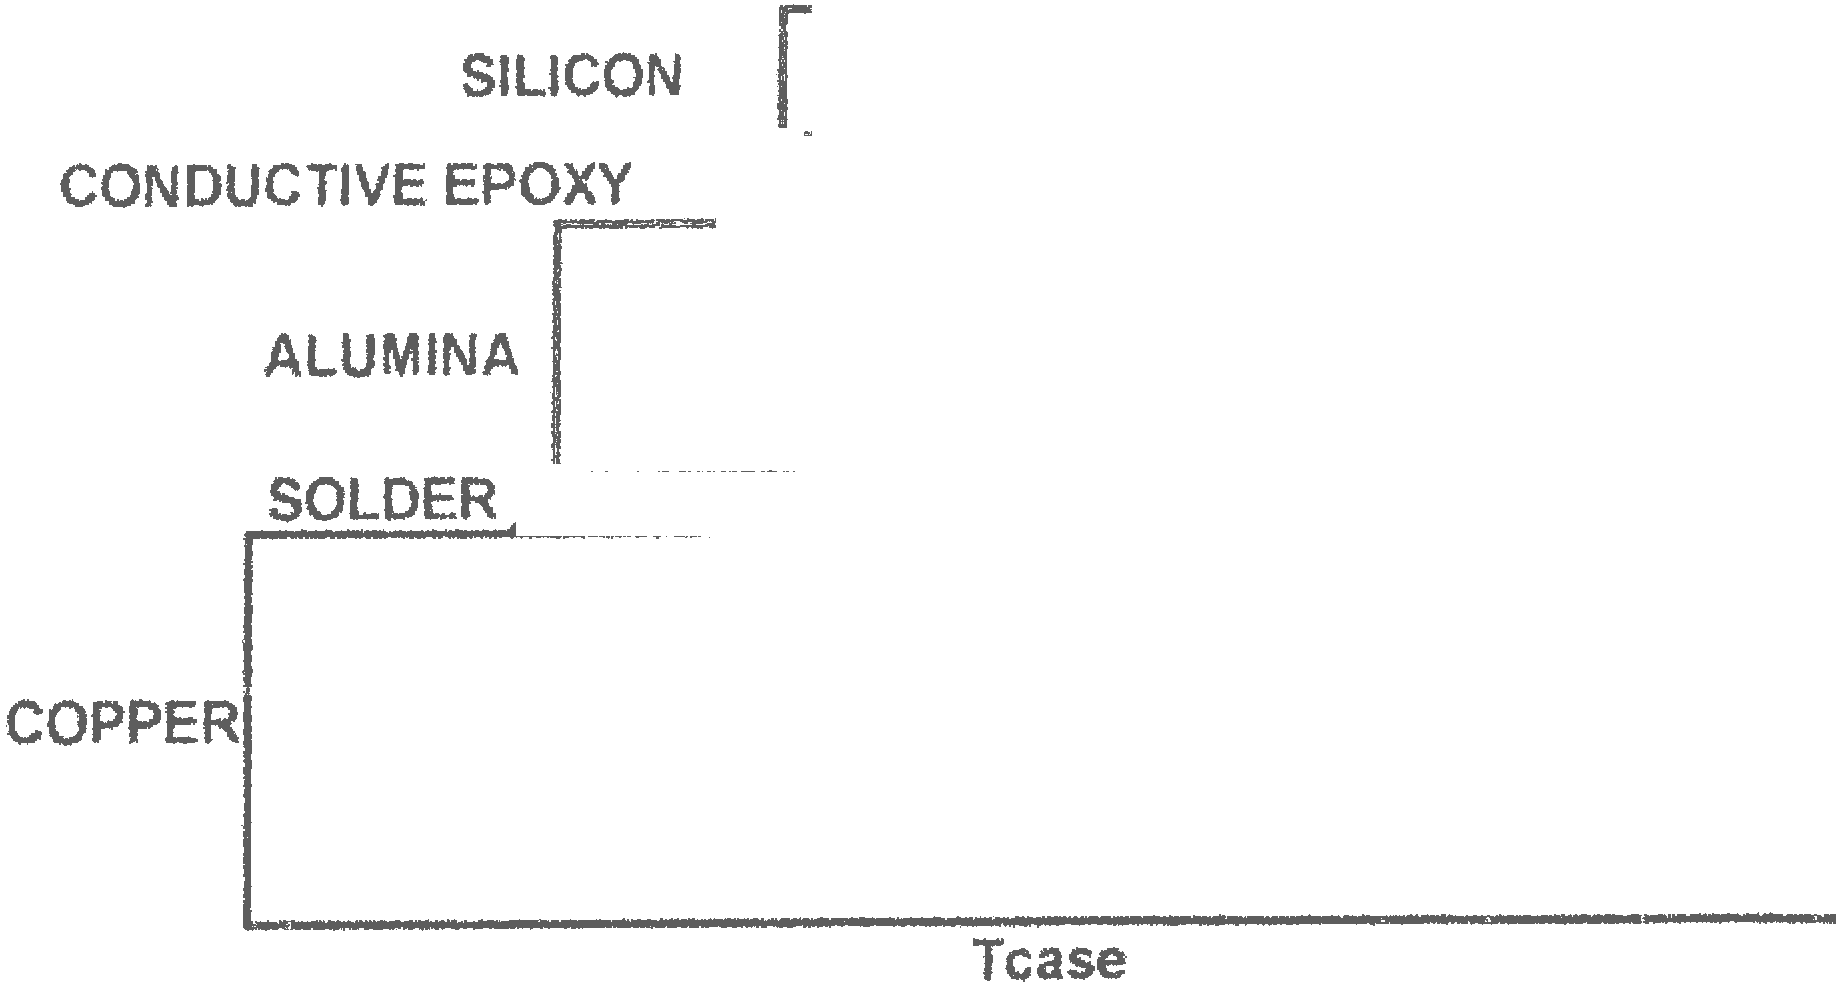 SILICON
CONDUCTIVE EPOXY
ALUMINA
SOLDER
COPPER
Tcase